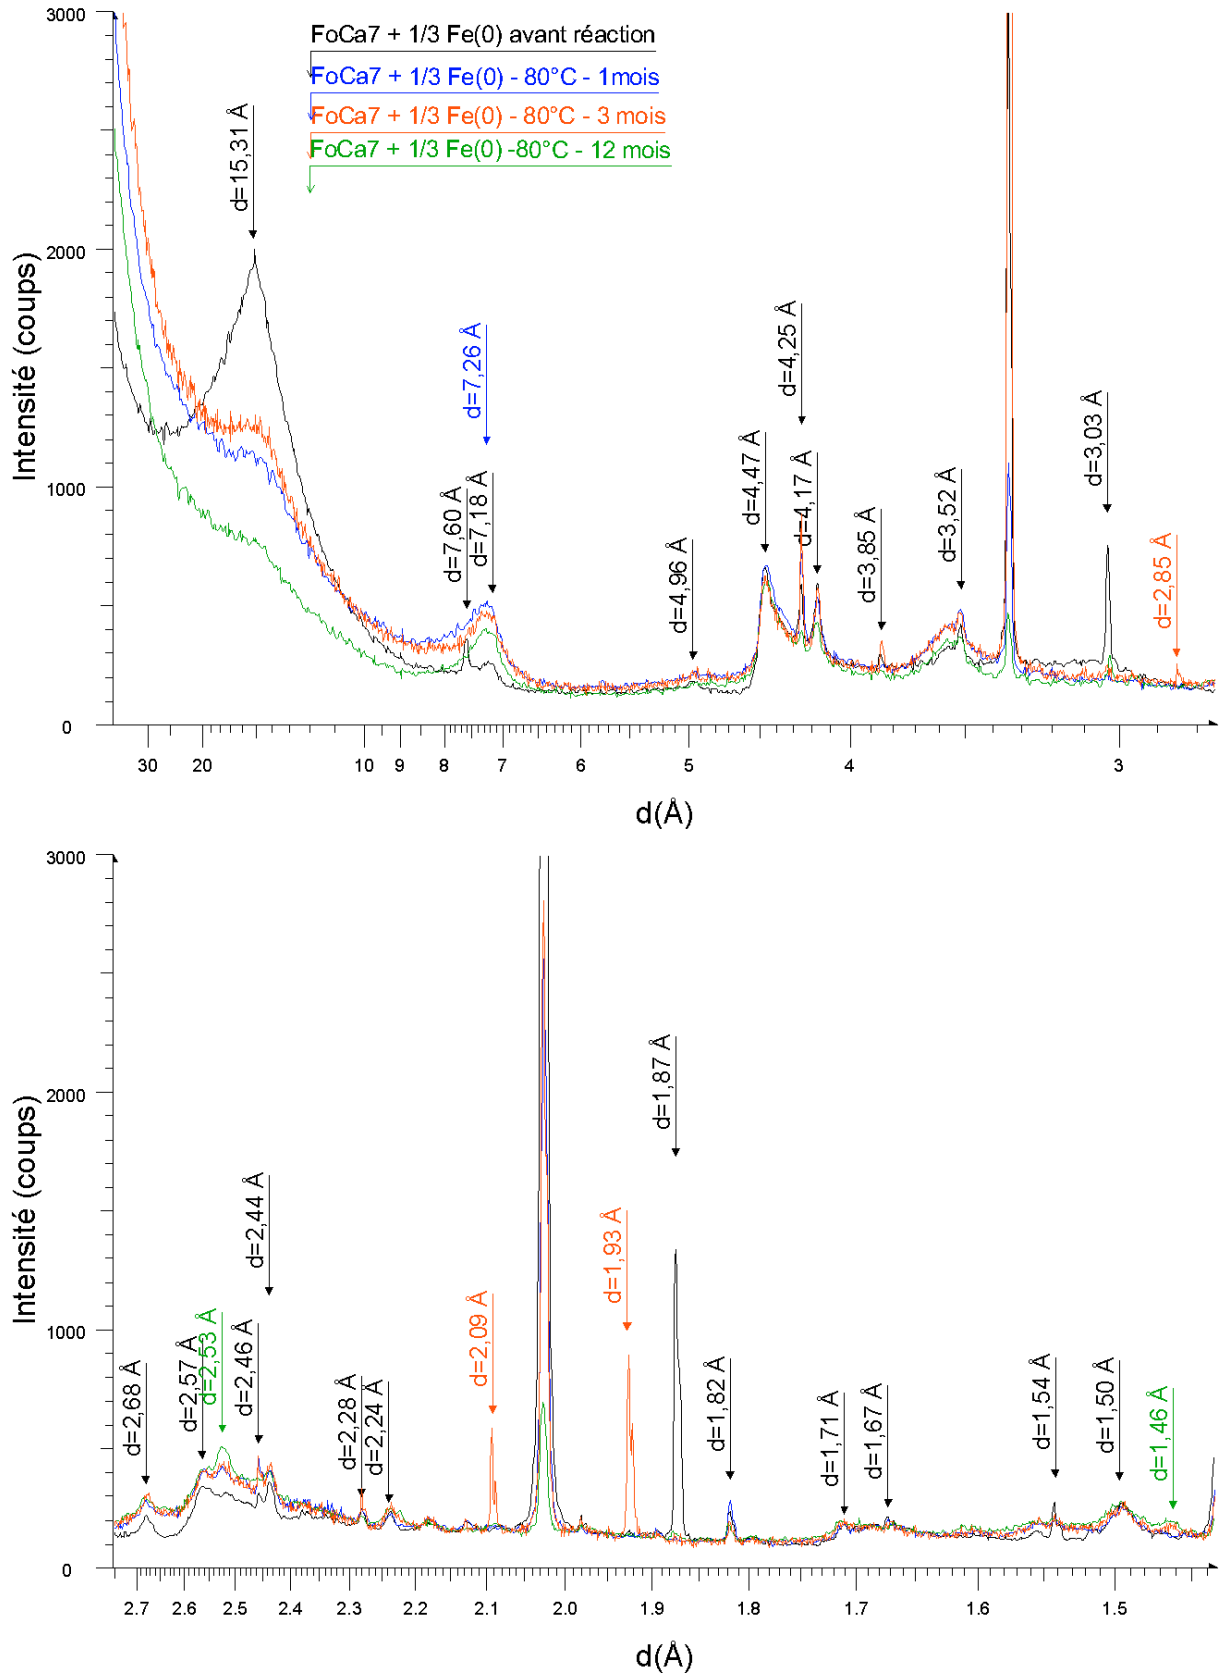 3000
FoCa7 + 1/3 Fe(0) avant réaction
FoCa7 + 1/3 Fe(0) - 80°C - 1mois
FoCa7 + 1/3 Fe(0) - 80°C - 3 mois
FoCa7 + 1/3 Fe(0) -80°C - 12 mois
d=15,31 Å
2000
d=7,26 Å
d=4,25 Å
d=3,03 Å
Intensité (coups)
1000
d=7,60 Å
d=7,18 Å
d=4,96 Å
d=4,47 Å
d=4,17 Å
d=3,85 Å
d=3,52 Å
d=2,85 Å
0
30 20 10 9 8 7 6 5 4 3
d(Å)
3000
2000
d=1,87 Å
Intensité (coups)
d=2,44 Å
d=1,93 Å
1000
d=2,68 Å
d=2,57 Å
d=2,53 Å
d=2,46 Å
d=2,28 Å
d=2,24 Å
d=2,09 Å
d=1,82 Å
d=1,71 Å
d=1,67 Å
d=1,54 Å
d=1,50 Å
d=1,46 Å
0
2.7 2.6 2.5 2.4 2.3 2.2 2.1 2.0 1.9 1.8 1.7 1.6 1.5
d(Å)